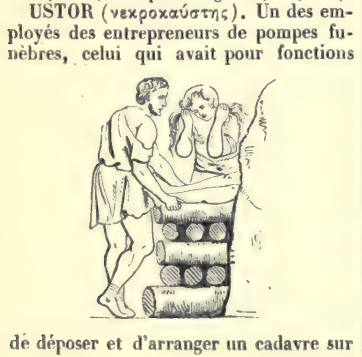 USTOR (νεκροκαύστης). Un des em-
ployés des entrepreneurs de pompes fu-
nèbres, celui qui avait pour fonctions
de déposer et d'arranger un cadavre sur